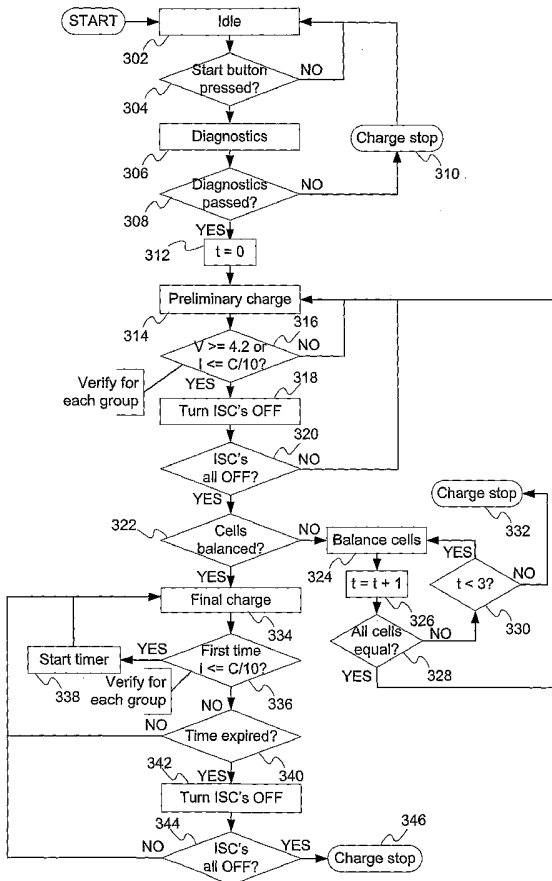 START
Idle
302
Start button
pressed?
NO
304
Diagnostics
306
Charge stop
310
Diagnostics
passed?
NO
308
YES
312
t = 0
Preliminary charge
314
316
V >= 4.2 or
I <= C/10?
NO
YES
Verify for
each group
318
Turn ISC's OFF
320
ISC's
all OFF?
NO
YES
Charge stop
332
322
Cells
balanced?
NO
Balance cells
324
YES
t = t + 1
326
t < 3?
NO
330
YES
Final charge
334
All cells
equal?
NO
328
YES
First time
i <= C/10?
YES
336
Start timer
338
Verify for
each group
NO
NO
Time expired?
340
342
YES
Turn ISC's OFF
344
346
NO
ISC's
all OFF?
YES
Charge stop